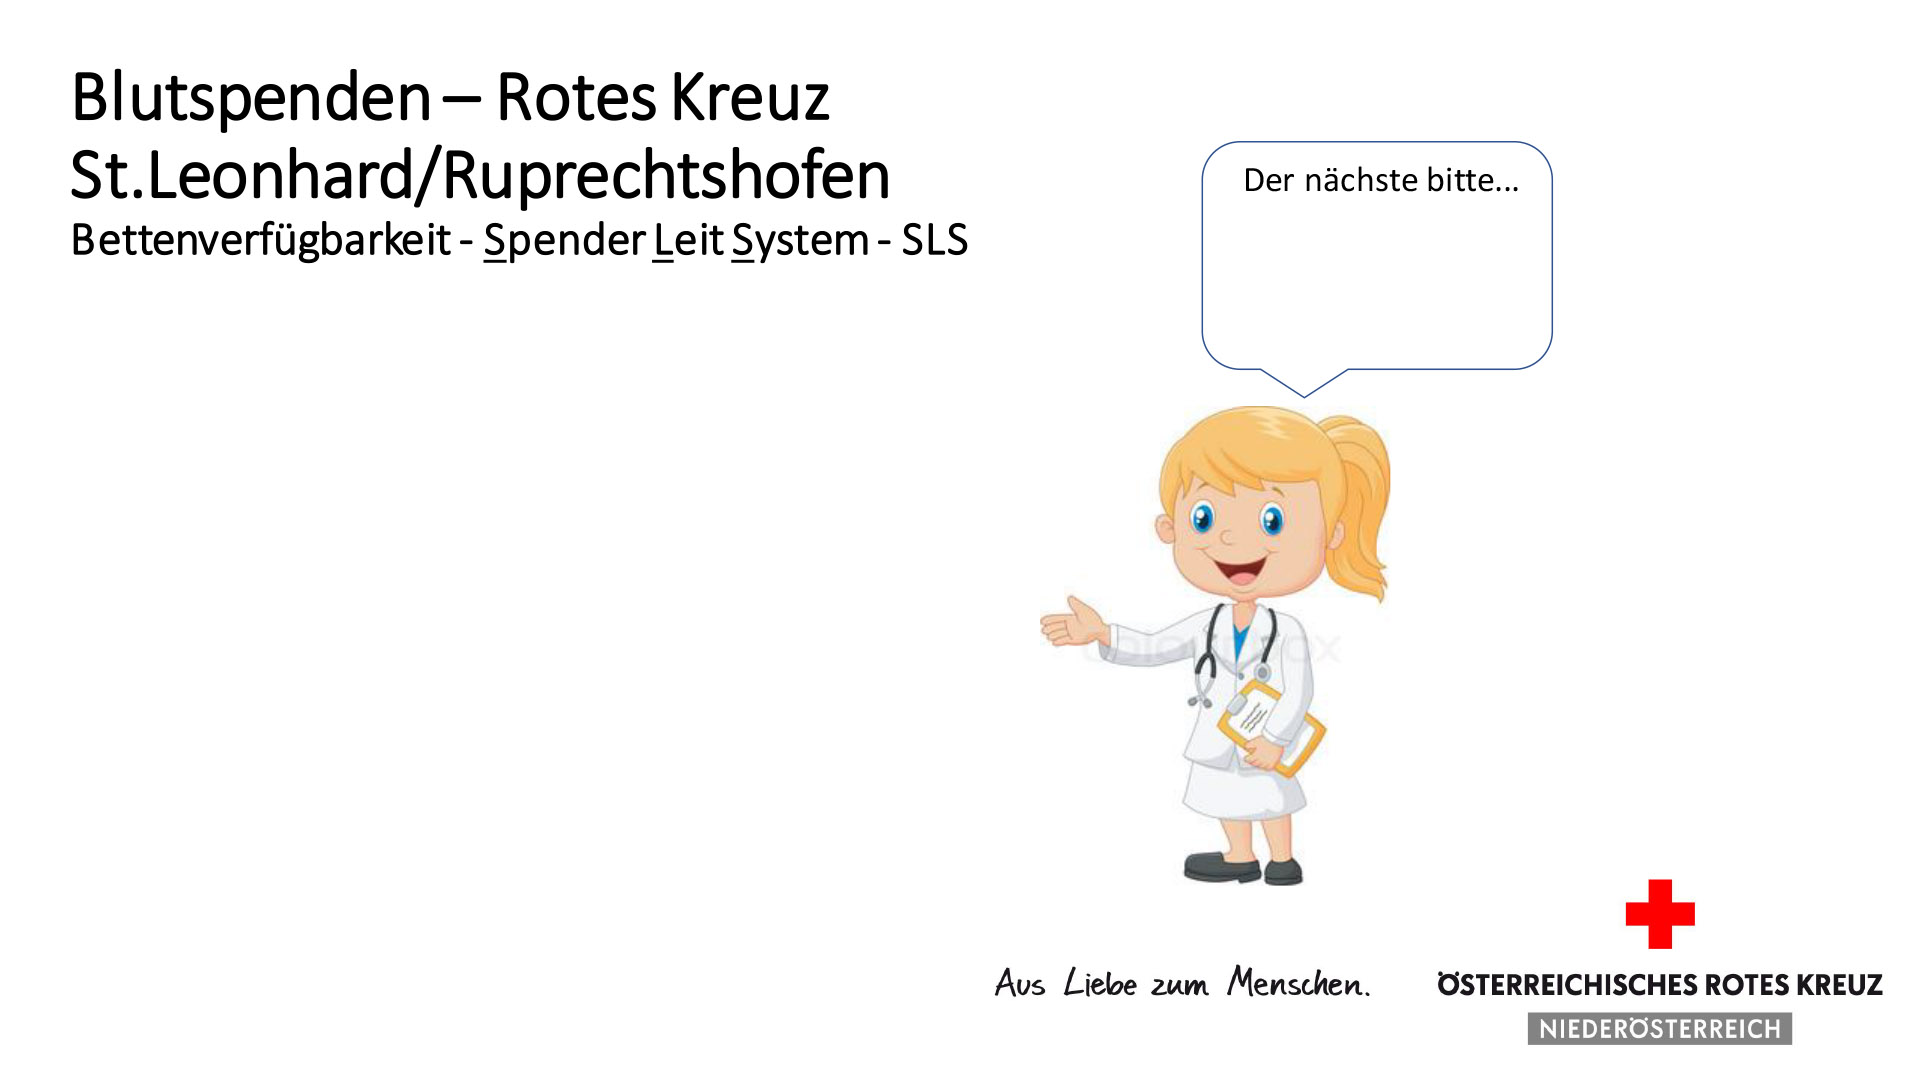 Blutspenden – Rotes Kreuz
St.Leonhard/Ruprechtshofen
Bettenverfügbarkeit - Spender Leit System - SLS
Der nächste bitte...
Aus Liebe zum Menschen.
ÖSTERREICHISCHES ROTES KREUZ
NIEDERÖSTERREICH